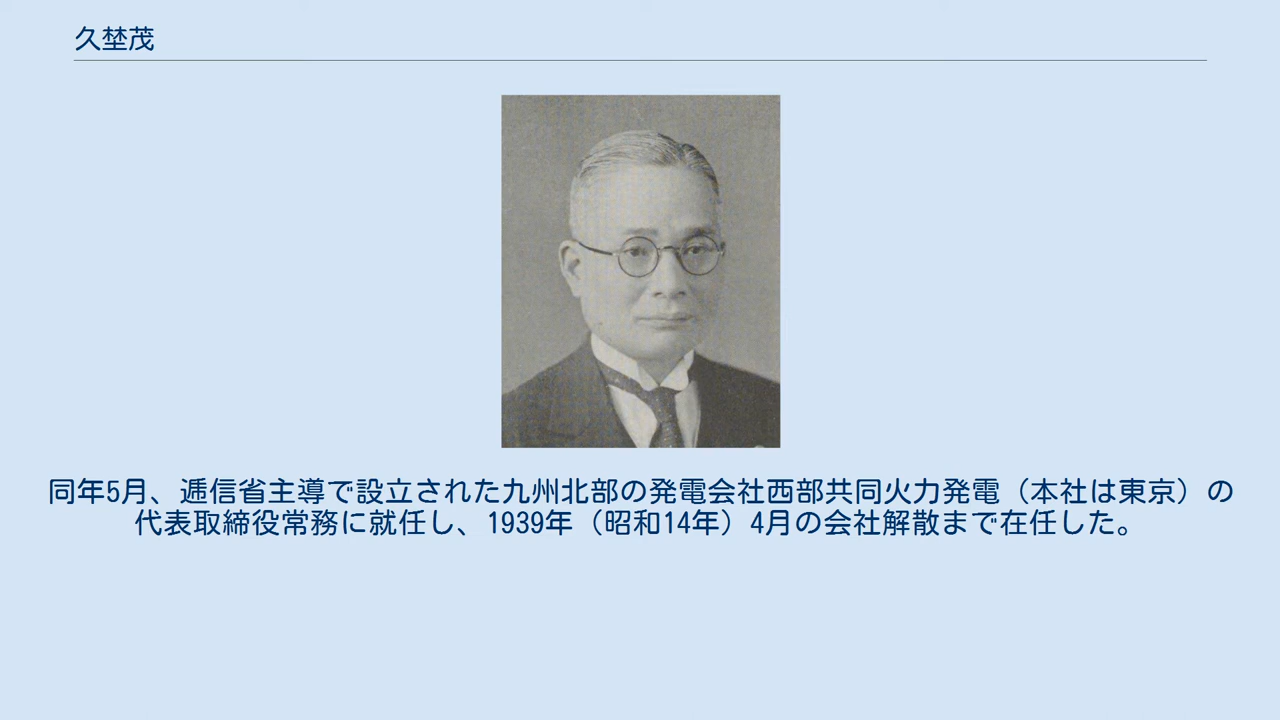 久埜茂
同年5月、逓信省主導で設立された九州北部の発電会社西部共同火力発電（本社は東京）の
代表取締役常務に就任し、1939年（昭和14年）4月の会社解散まで在任した。